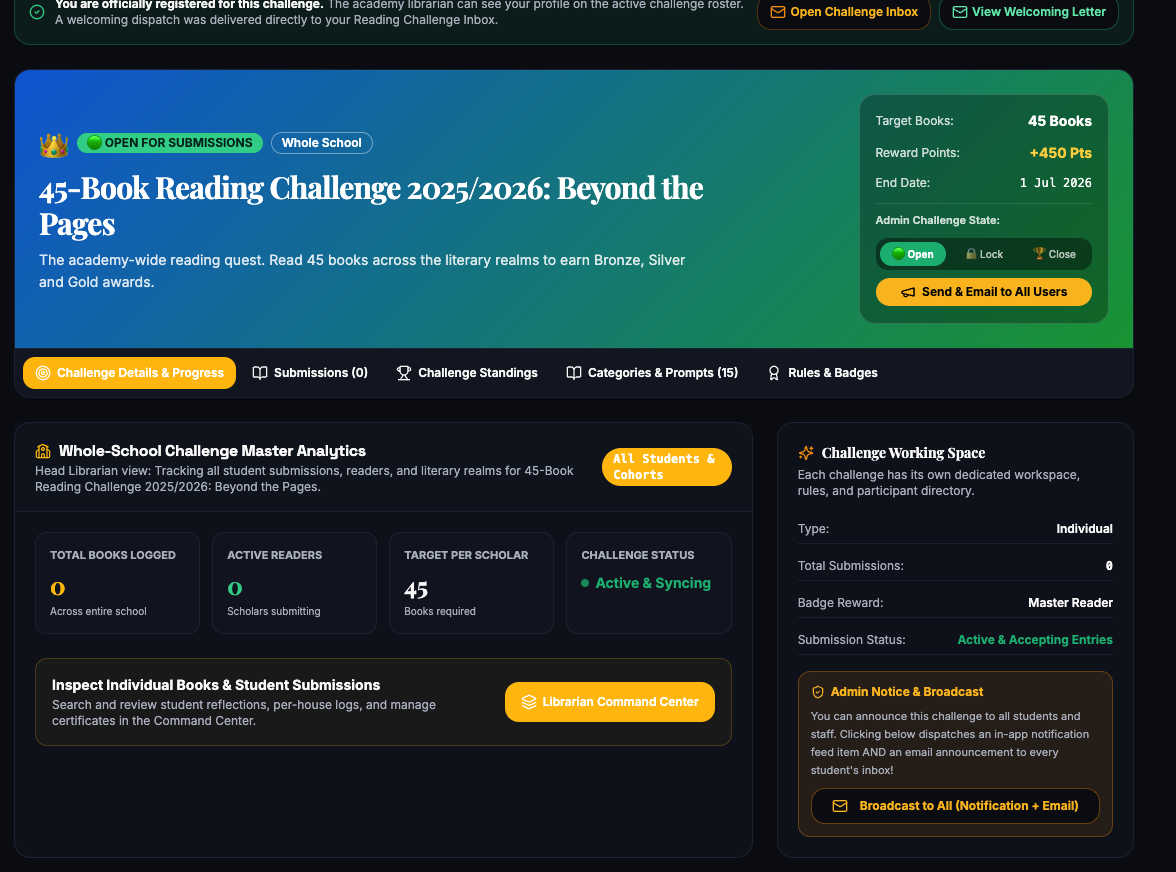 You are officially registered for this challenge. The academy librarian can see your profile on the active challenge roster.
A welcoming dispatch was delivered directly to your Reading Challenge Inbox.
Open Challenge Inbox
View Welcoming Letter
OPEN FOR SUBMISSIONS
Whole School
45-Book Reading Challenge 2025/2026: Beyond the
Pages
The academy-wide reading quest. Read 45 books across the literary realms to earn Bronze, Silver
and Gold awards.
Target Books: 45 Books
Reward Points: +450 Pts
End Date: 1 Jul 2026
Admin Challenge State:
Open Lock Close
Send & Email to All Users
Challenge Details & Progress
Submissions (0)
Challenge Standings
Categories & Prompts (15)
Rules & Badges
Whole-School Challenge Master Analytics
Head Librarian view: Tracking all student submissions, readers, and literary realms for 45-Book
Reading Challenge 2025/2026: Beyond the Pages.
All Students &
Cohorts
TOTAL BOOKS LOGGED
0
Across entire school
ACTIVE READERS
0
Scholars submitting
TARGET PER SCHOLAR
45
Books required
CHALLENGE STATUS
Active & Syncing
Inspect Individual Books & Student Submissions
Search and review student reflections, per-house logs, and manage
certificates in the Command Center.
Librarian Command Center
Challenge Working Space
Each challenge has its own dedicated workspace,
rules, and participant directory.
Type: Individual
Total Submissions: 0
Badge Reward: Master Reader
Submission Status: Active & Accepting Entries
Admin Notice & Broadcast
You can announce this challenge to all students and
staff. Clicking below dispatches an in-app notification
feed item AND an email announcement to every
student's inbox!
Broadcast to All (Notification + Email)